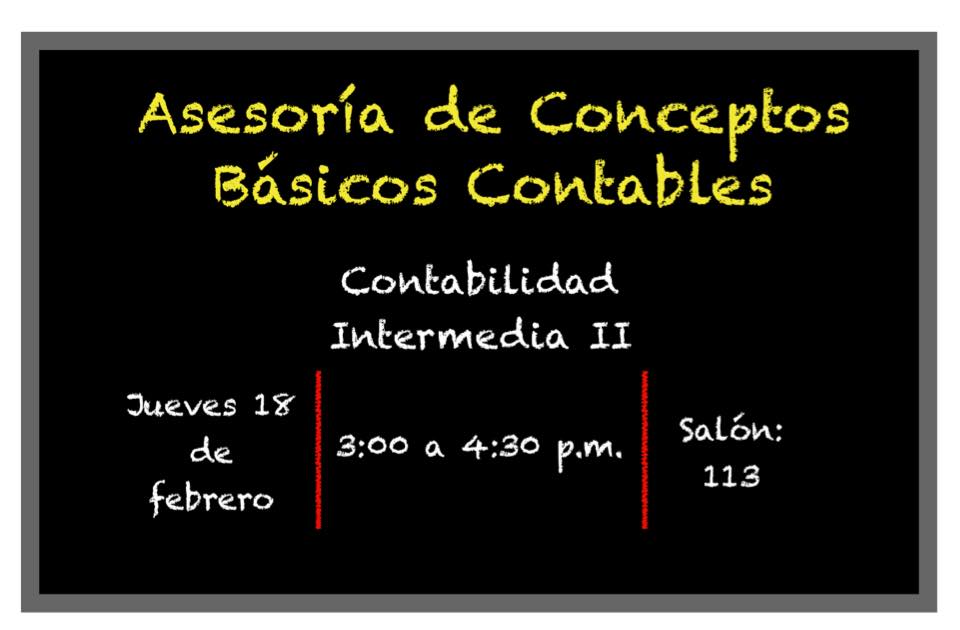 Asesoría de Conceptos
Básicos Contables
Contabilidad
Intermedia II
Jueves 18
de
febrero
3:00 a 4:30 p.m.
Salón:
113